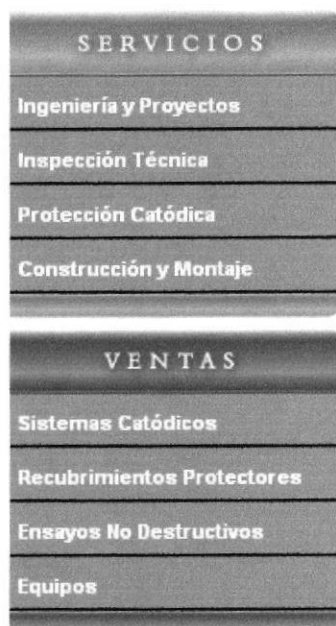 SERVICIOS
Ingeniería y Proyectos
Inspección Técnica
Protección Catódica
Construcción y Montaje
VENTAS
Sistemas Catódicos
Recubrimientos Protectores
Ensayos No Destructivos
Equipos